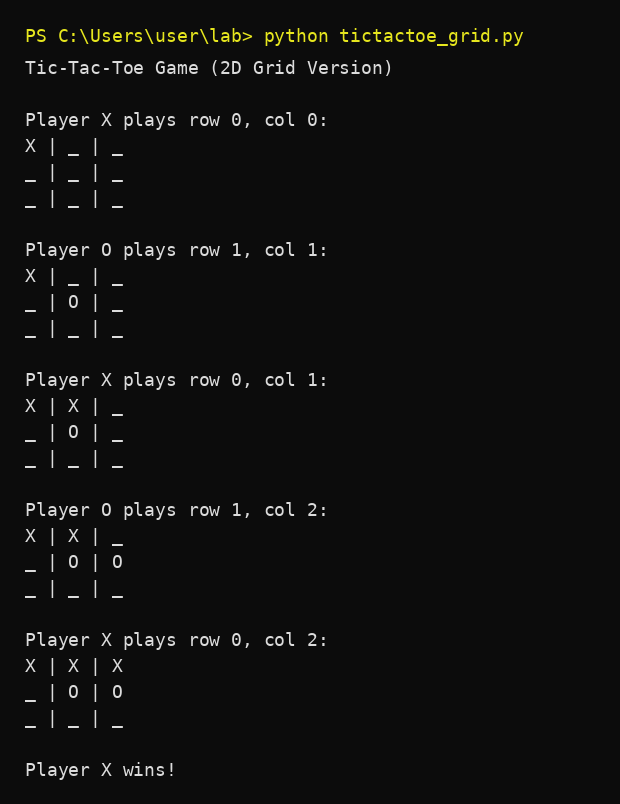 PS C:\Users\user\lab> python tictactoe_grid.py
Tic-Tac-Toe Game (2D Grid Version)
Player X plays row 0, col 0:
X | _ | _
_ | _ | _
_ | _ | _
Player O plays row 1, col 1:
X | _ | _
_ | O | _
_ | _ | _
Player X plays row 0, col 1:
X | X | _
_ | O | _
_ | _ | _
Player O plays row 1, col 2:
X | X | _
_ | O | O
_ | _ | _
Player X plays row 0, col 2:
X | X | X
_ | O | O
_ | _ | _
Player X wins!